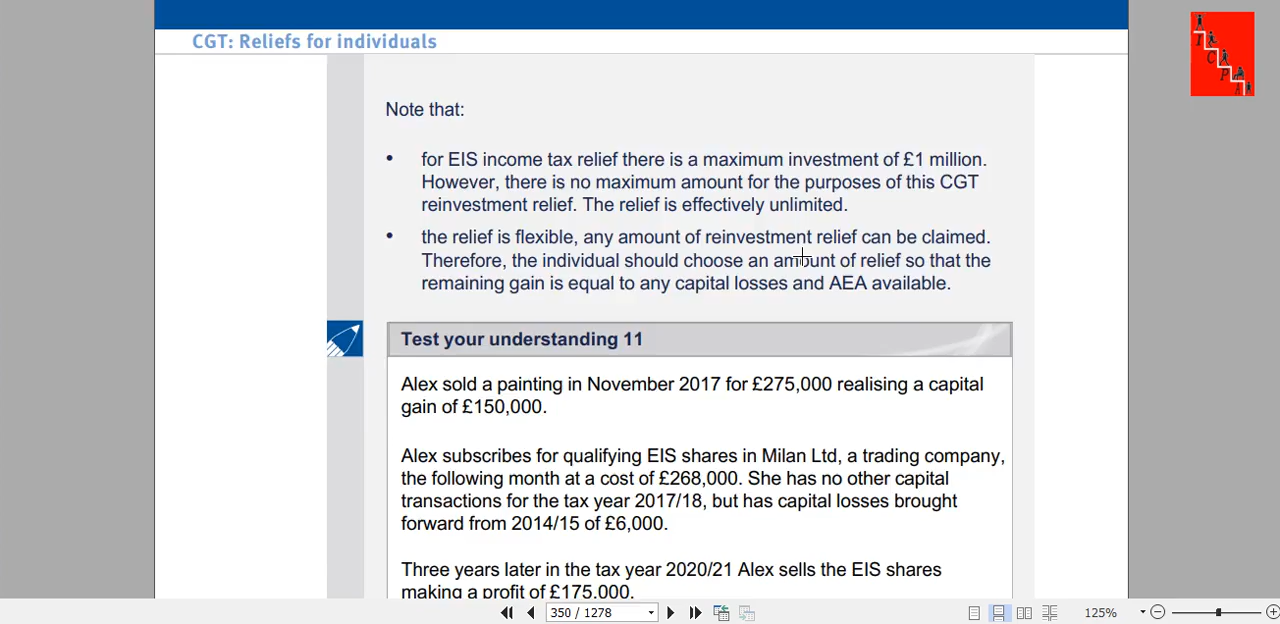 CGT: Reliefs for individuals
T
C
P
A
Note that:
• for EIS income tax relief there is a maximum investment of £1 million.
However, there is no maximum amount for the purposes of this CGT
reinvestment relief. The relief is effectively unlimited.
• the relief is flexible, any amount of reinvestment relief can be claimed.
Therefore, the individual should choose an amount of relief so that the
remaining gain is equal to any capital losses and AEA available.
Test your understanding 11
Alex sold a painting in November 2017 for £275,000 realising a capital
gain of £150,000.
Alex subscribes for qualifying EIS shares in Milan Ltd, a trading company,
the following month at a cost of £268,000. She has no other capital
transactions for the tax year 2017/18, but has capital losses brought
forward from 2014/15 of £6,000.
Three years later in the tax year 2020/21 Alex sells the EIS shares
making a profit of £175,000.
350 / 1278
125%